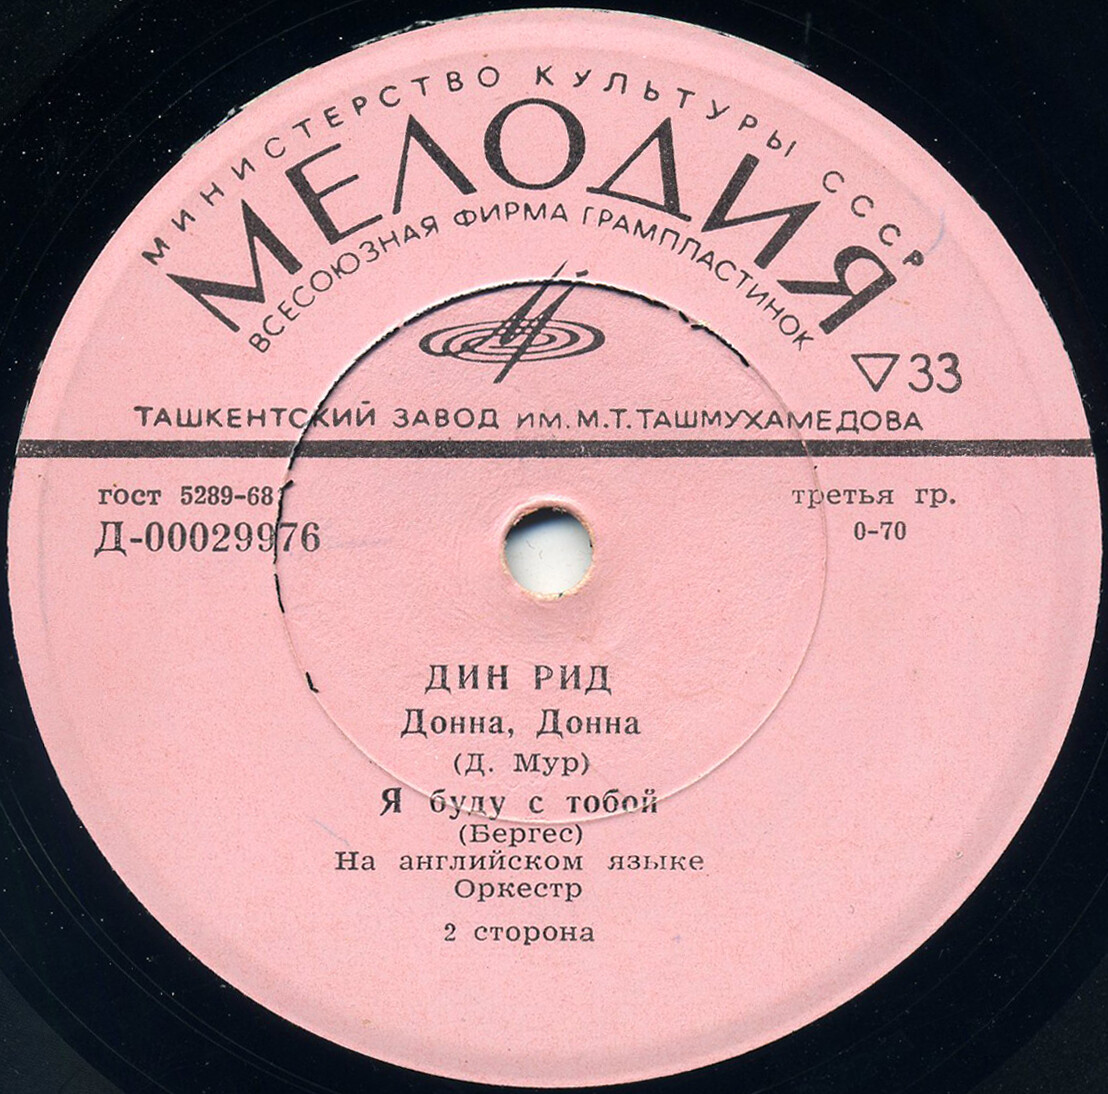 МИНИСТЕРСТВО КУЛЬТУРЫ СССР
МЕЛОДИЯ
ВСЕСОЮЗНАЯ ФИРМА ГРАМПЛАСТИНОК
33
ТАШКЕНТСКИЙ ЗАВОД ИМ. М.Т.ТАШМУХАМЕДОВА
гост 5289-68
третья гр.
Д-00029976
0-70
ДИН РИД
Донна, Донна
(Д. Мур)
Я буду с тобой
(Бергес)
На английском языке
Оркестр
2 сторона